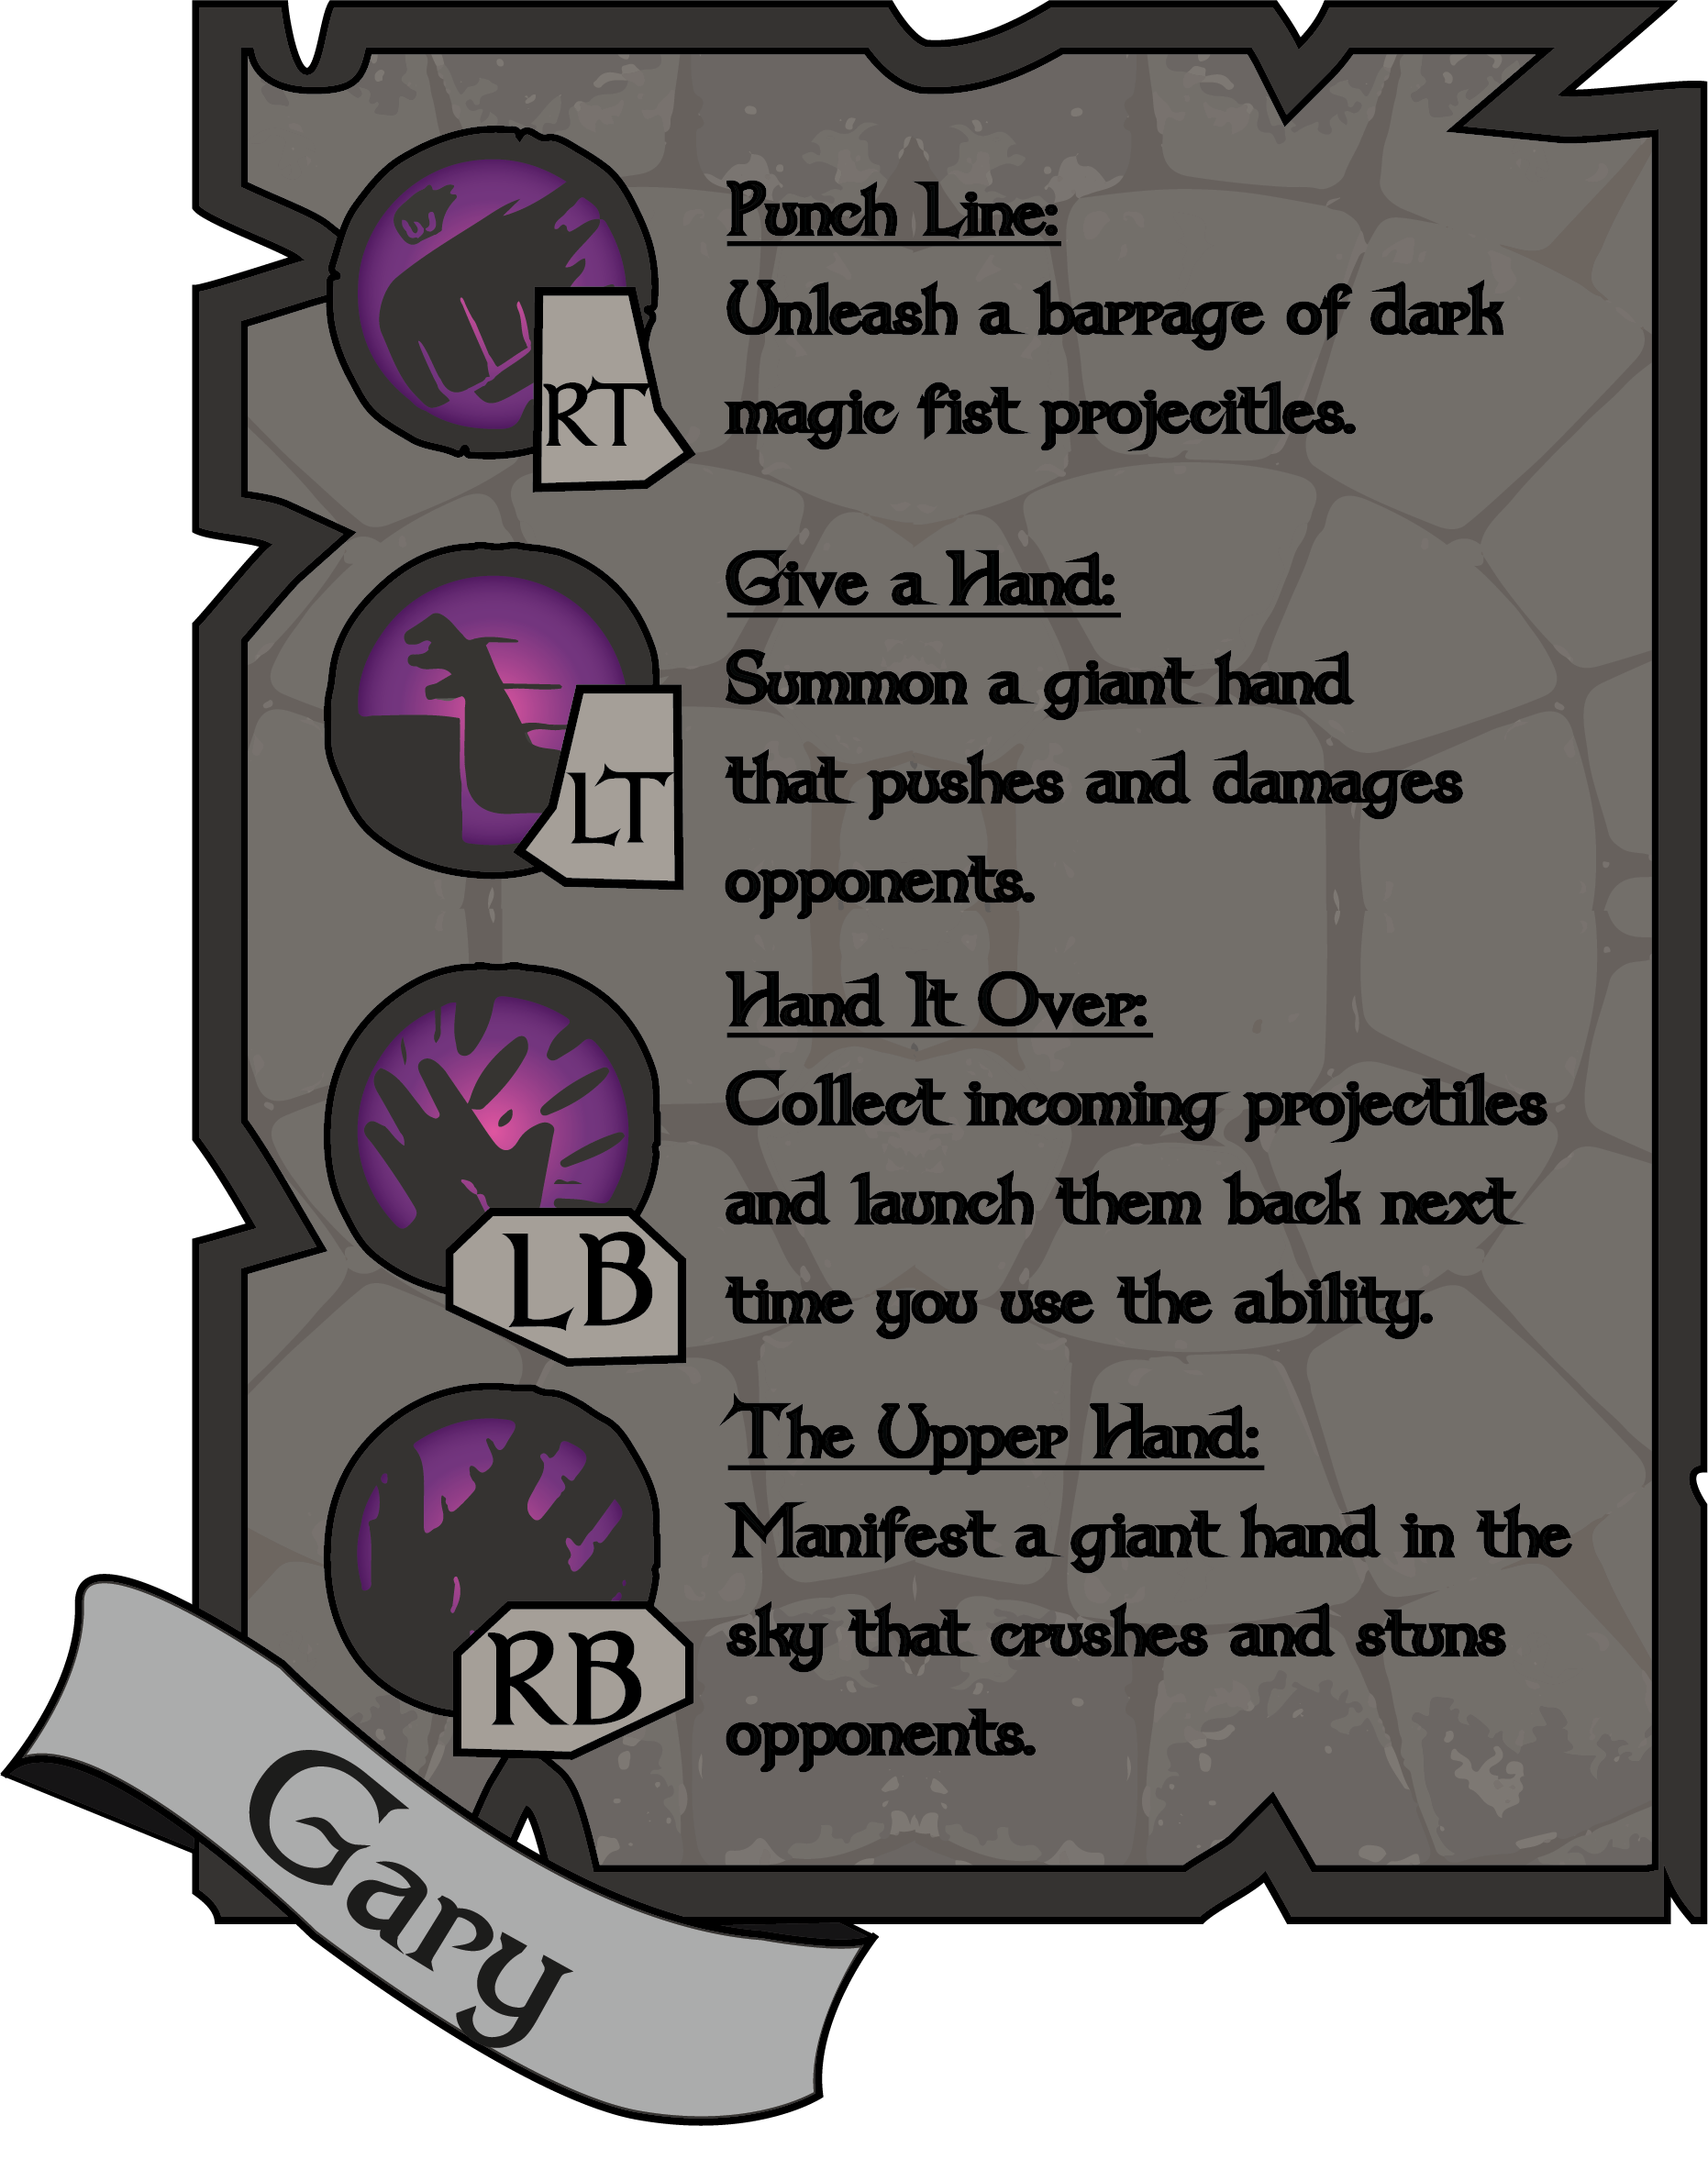 Punch Line:
Unleash a barrage of dark
magic fist projecitles.
RT
Give a Hand:
Summon a giant hand
that pushes and damages
opponents.
LT
Hand It Over:
Collect incoming projectiles
and launch them back next
time you use the ability.
LB
The Upper Hand:
Manifest a giant hand in the
sky that crushes and stuns
opponents.
RB
Gary